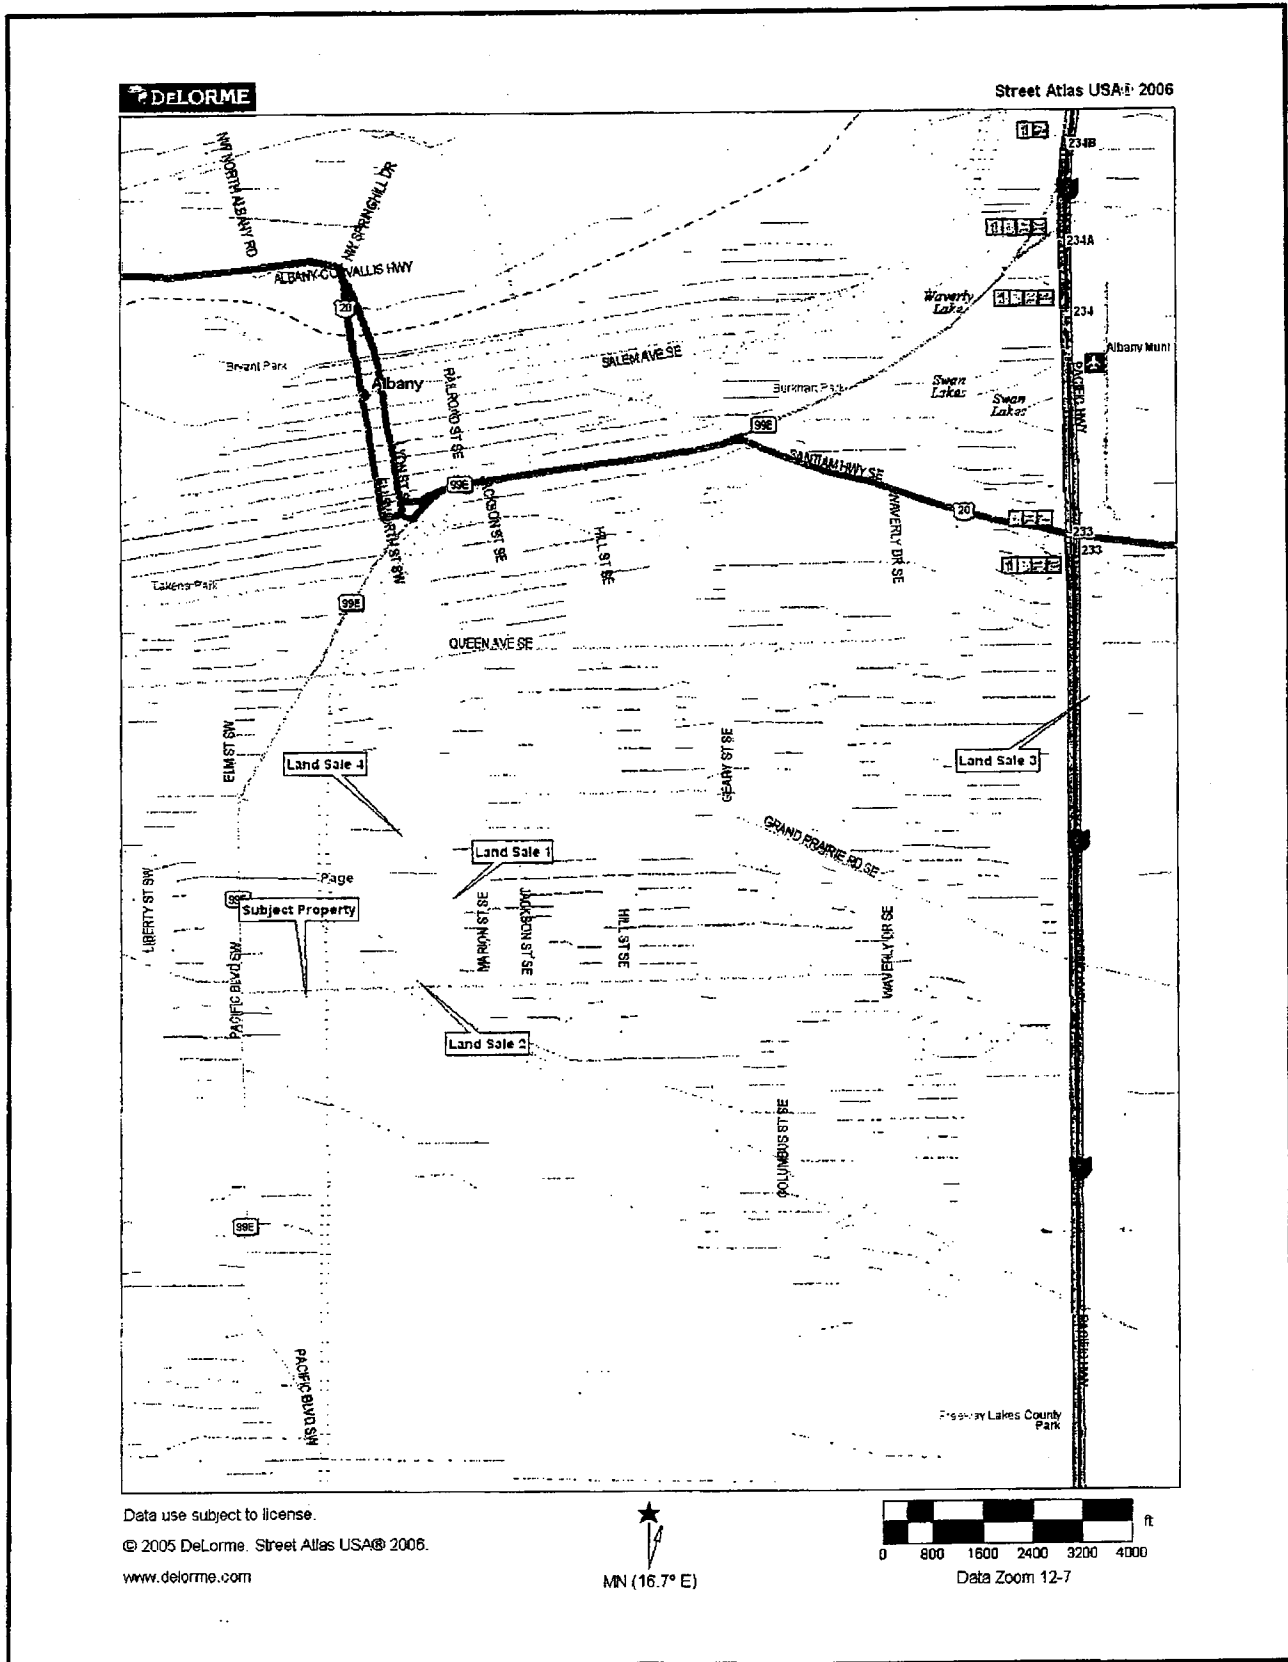 DELORME
Street Atlas USA® 2006
234B
NW NORTH ALBANY RD
NW SPRINGHILL DR
234A
ALBANY-CORVALLIS HWY
20
Waverly
Lake
234
Bryant Park
SALEM AVE SE
Albany Muni
Albany
RAILROAD ST SE
Burkhart Park
Swan
Lakes
Swan
Lakes
PACIFIC HWY
99E
SANTIAM HWY SE
99E
JACKSON ST SE
20
233
233
ELLSWORTH ST SW
HILL ST SE
WAVERLY DR SE
Lakens Park
99E
QUEEN AVE SE
ELM ST SW
GEARY ST SE
Land Sale 4
Land Sale 3
GRAND PRAIRIE RD SE
Land Sale 1
Page
LIBERTY ST SW
99E
Subject Property
MARION ST SE
JACKSON ST SE
HILL ST SE
WAVERLY DR SE
PACIFIC BLVD SW
Land Sale 2
COLUMBUS ST SE
99E
PACIFIC HWY
PACIFIC BLVD SW
Freeway Lakes County
Park
Data use subject to license.
© 2005 DeLorme. Street Atlas USA® 2006.
www.delorme.com
MN (16.7° E)
ft
0 800 1600 2400 3200 4000
Data Zoom 12-7